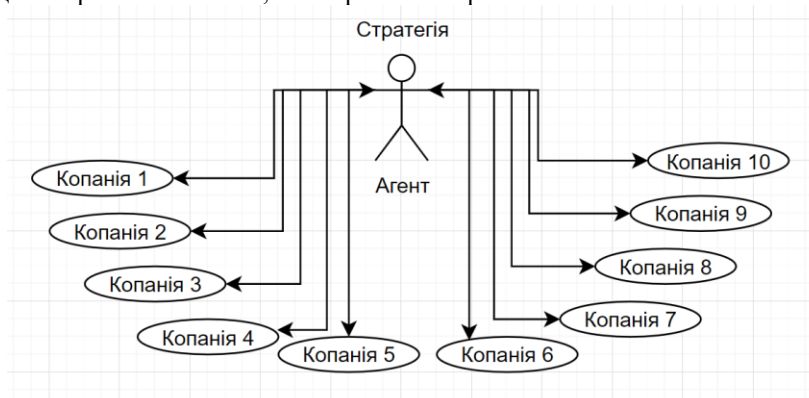 Стратегія
Агент
Копанія 1
Копанія 2
Копанія 3
Копанія 4
Копанія 5
Копанія 6
Копанія 7
Копанія 8
Копанія 9
Копанія 10